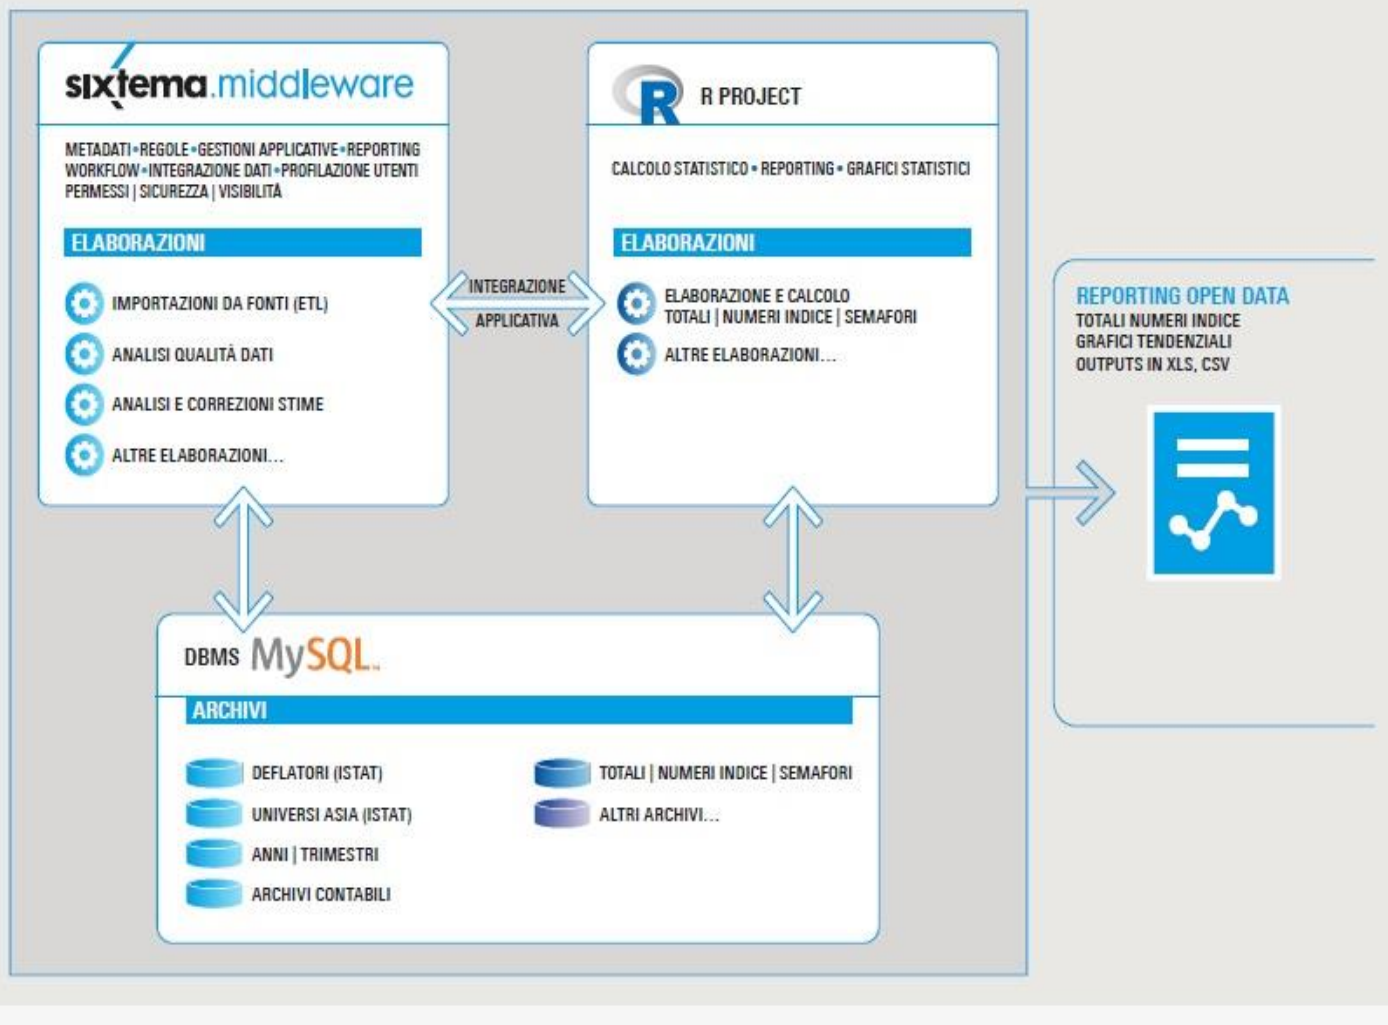 sixtema.middleware
METADATI•REGOLE•GESTIONI APPLICATIVE•REPORTING
WORKFLOW•INTEGRAZIONE DATI•PROFILAZIONE UTENTI
PERMESSI | SICUREZZA | VISIBILITÀ
ELABORAZIONI
IMPORTAZIONI DA FONTI (ETL)
ANALISI QUALITÀ DATI
ANALISI E CORREZIONI STIME
ALTRE ELABORAZIONI...
INTEGRAZIONE
APPLICATIVA
R R PROJECT
CALCOLO STATISTICO • REPORTING • GRAFICI STATISTICI
ELABORAZIONI
ELABORAZIONE E CALCOLO
TOTALI | NUMERI INDICE | SEMAFORI
ALTRE ELABORAZIONI...
REPORTING OPEN DATA
TOTALI NUMERI INDICE
GRAFICI TENDENZIALI
OUTPUTS IN XLS, CSV
DBMS MySQL™
ARCHIVI
DEFLATORI (ISTAT)
UNIVERSI ASIA (ISTAT)
ANNI | TRIMESTRI
ARCHIVI CONTABILI
TOTALI | NUMERI INDICE | SEMAFORI
ALTRI ARCHIVI...